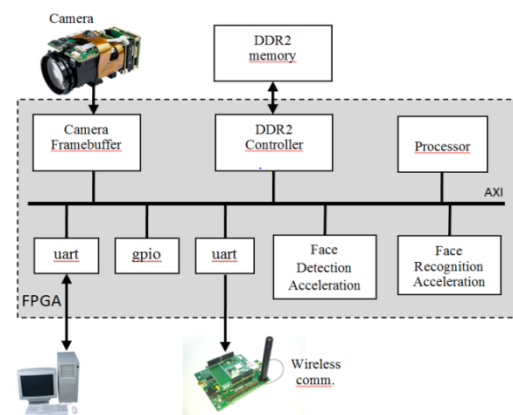 Camera
DDR2
memory
Camera
Framebuffer
DDR2
Controller
Processor
AXI
uart
gpio
uart
Face
Detection
Acceleration
Face
Recognition
Acceleration
FPGA
Wireless
comm.